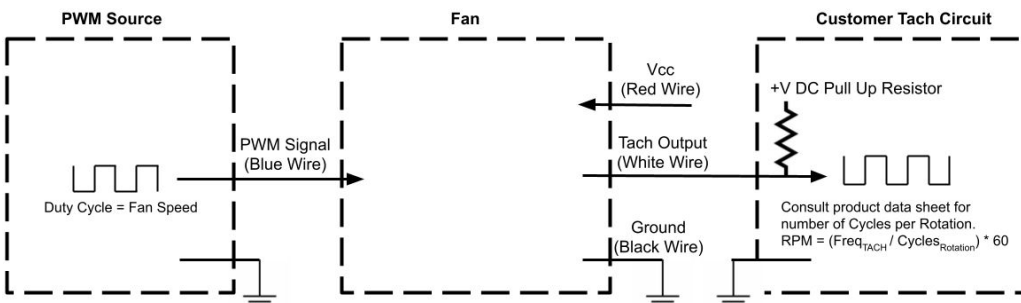 PWM Source
Fan
Customer Tach Circuit
Vcc
(Red Wire)
+V DC Pull Up Resistor
PWM Signal
(Blue Wire)
Tach Output
(White Wire)
Duty Cycle = Fan Speed
Consult product data sheet for
number of Cycles per Rotation.
RPM = (FreqTACH / CyclesRotation) * 60
Ground
(Black Wire)